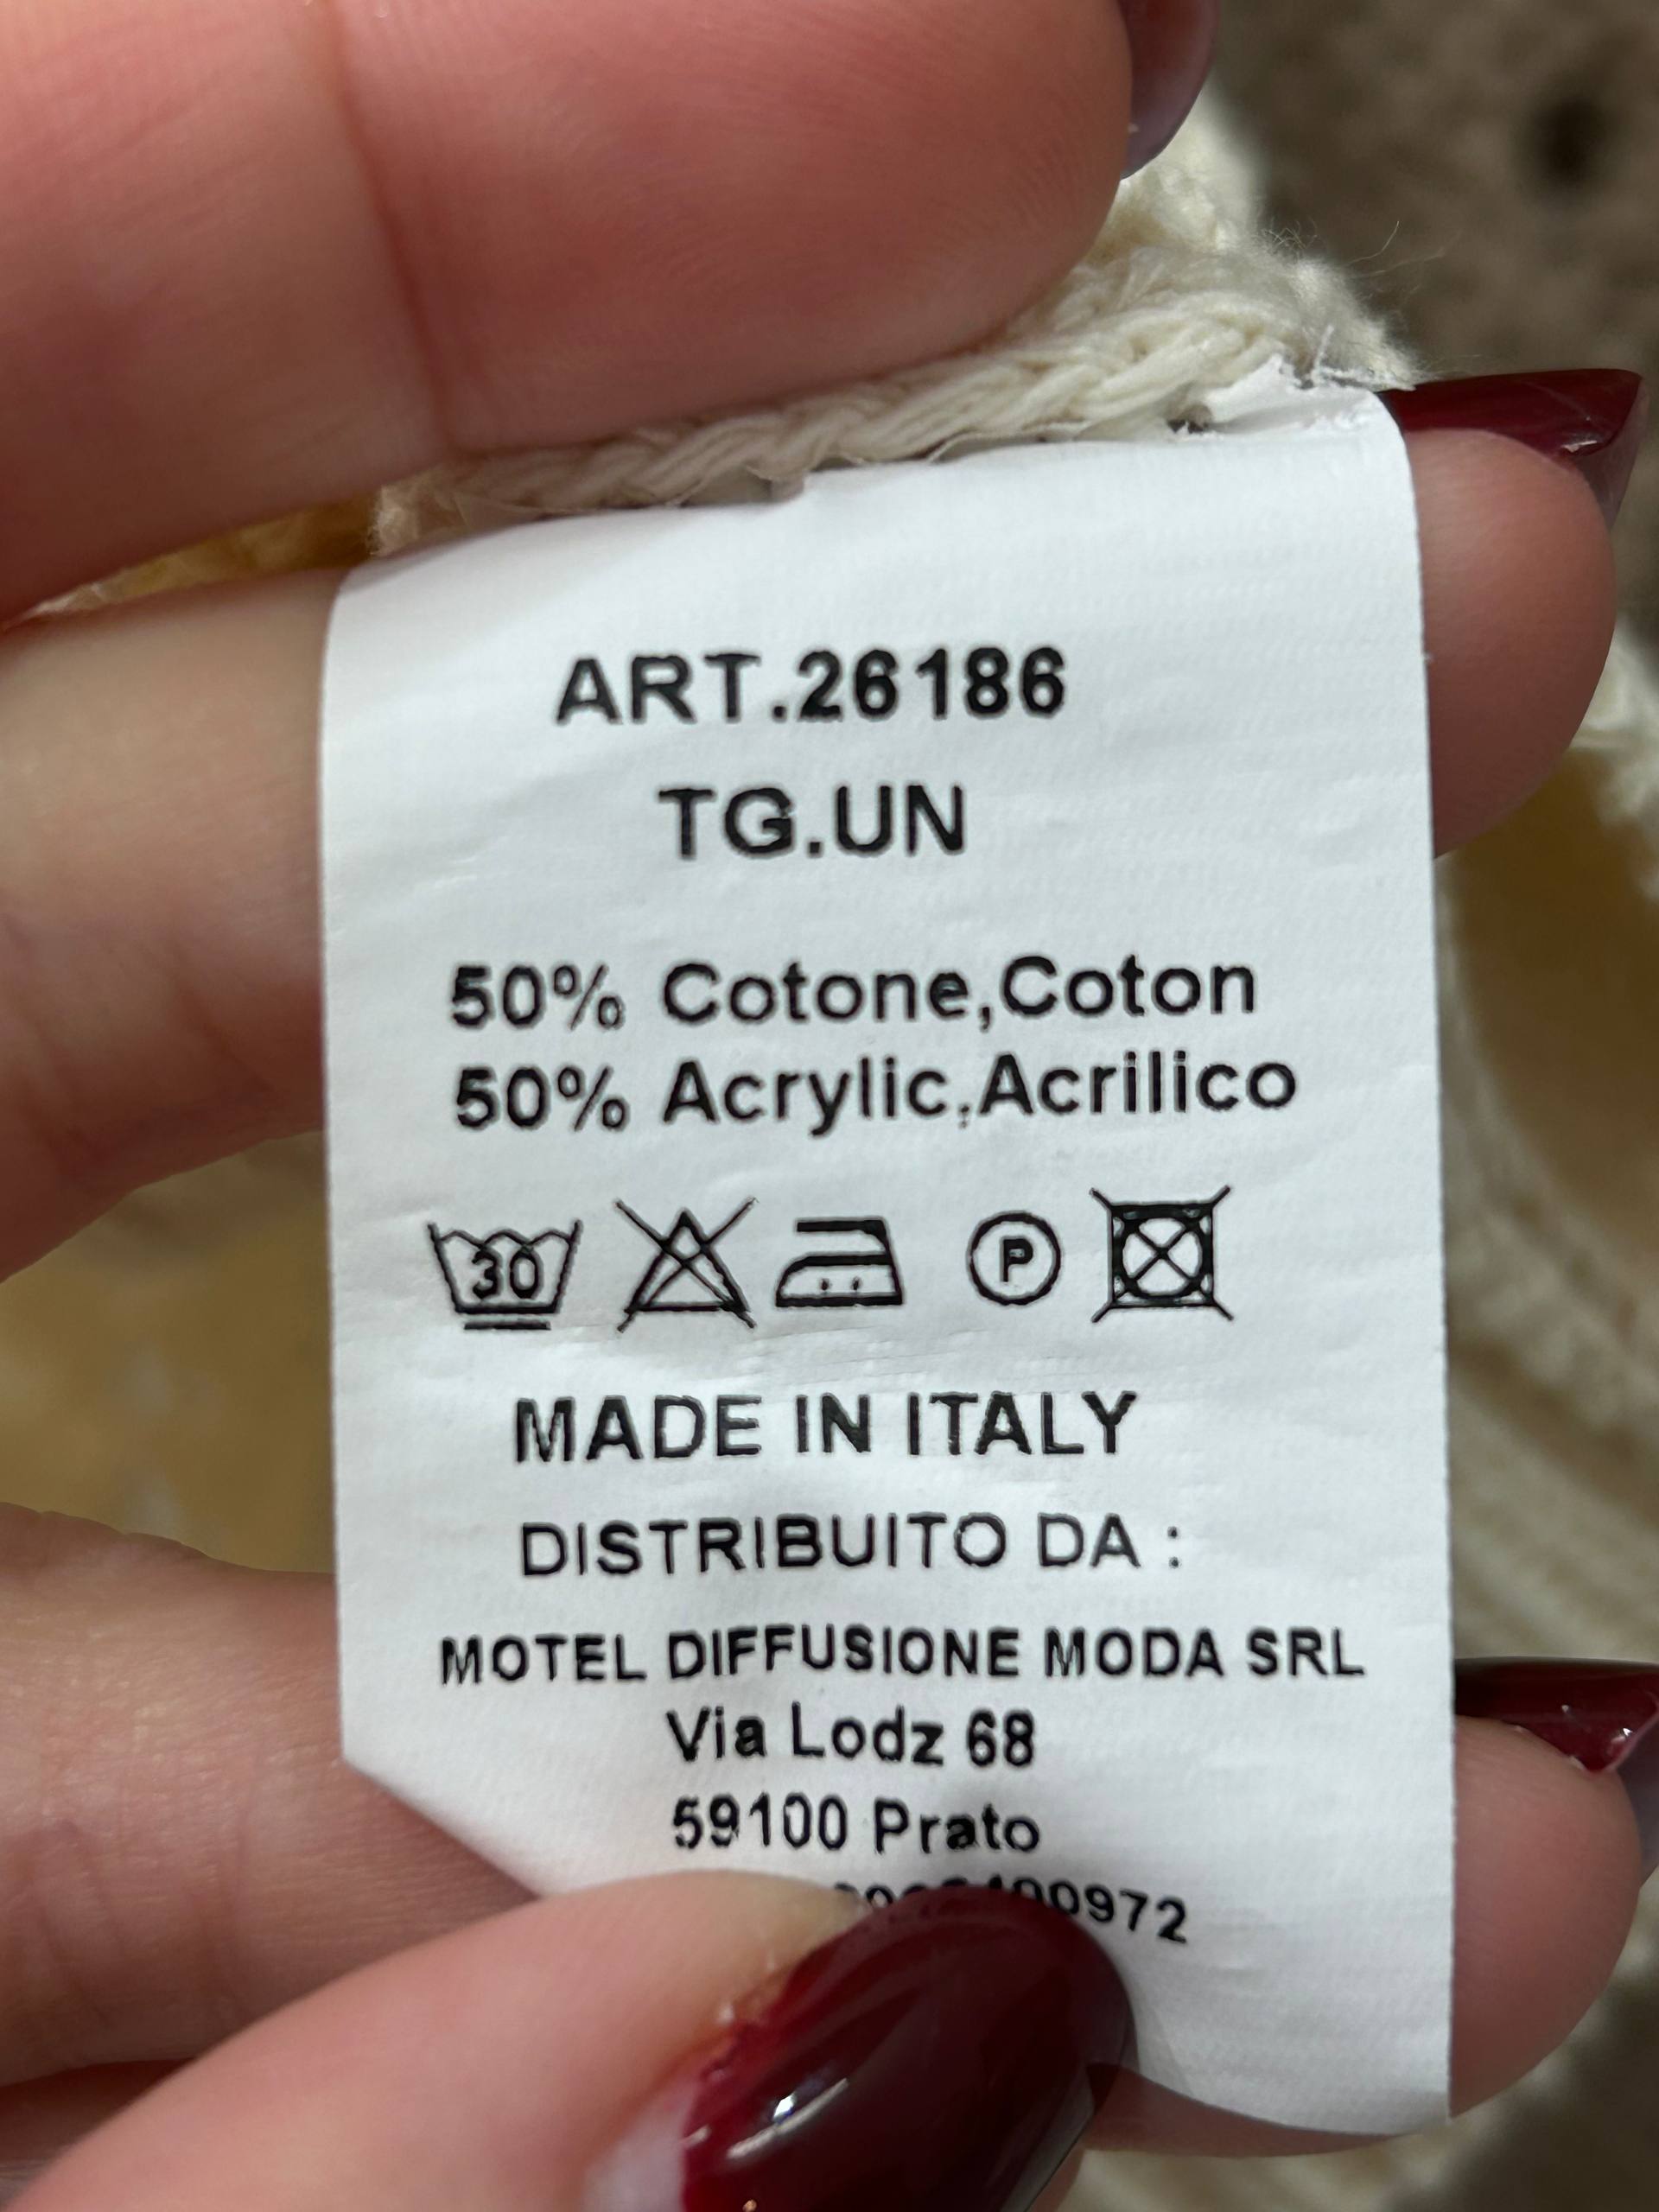 ART.26186
TG.UN
50% Cotone,Coton
50% Acrylic,Acrilico
30
P
MADE IN ITALY
DISTRIBUITO DA :
MOTEL DIFFUSIONE MODA SRL
Via Lodz 68
59100 Prato